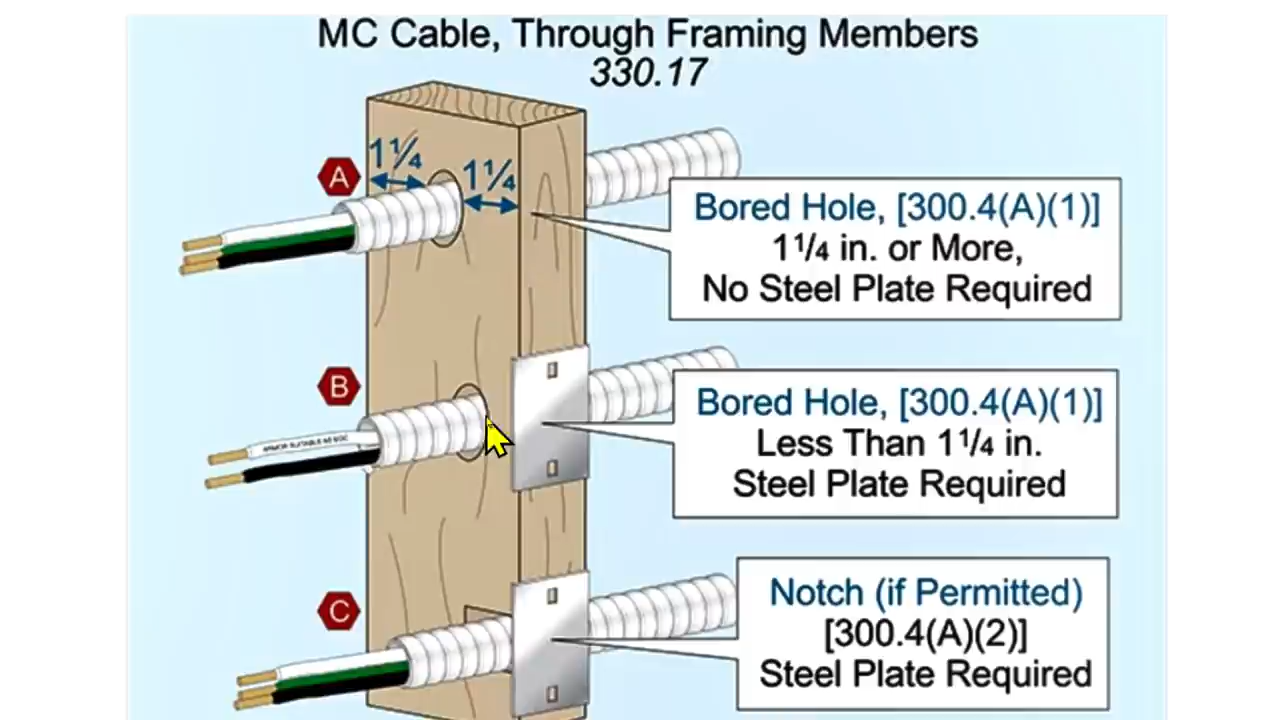 MC Cable, Through Framing Members
330.17
A
1¼
1¼
Bored Hole, [300.4(A)(1)]
1¼ in. or More,
No Steel Plate Required
B
Bored Hole, [300.4(A)(1)]
Less Than 1¼ in.
Steel Plate Required
C
Notch (if Permitted)
[300.4(A)(2)]
Steel Plate Required